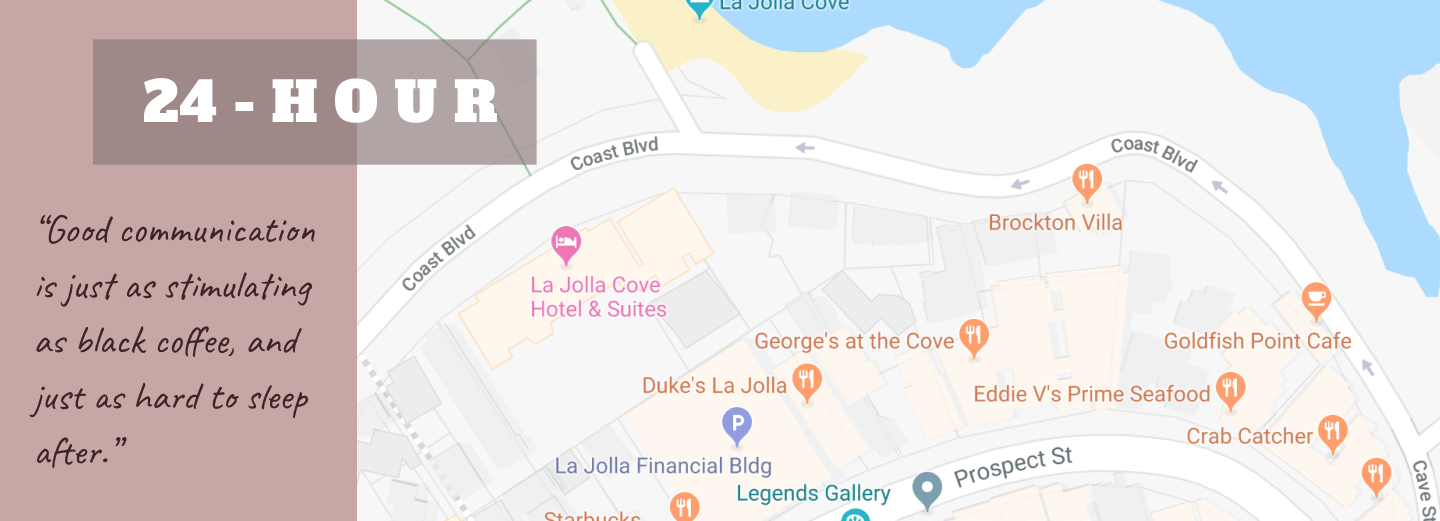 La Jolla Cove
24-HOUR
Coast Blvd
Coast Blvd
Brockton Villa
“Good communication
is just as stimulating
as black coffee, and
just as hard to sleep
after.”
Coast Blvd
La Jolla Cove
Hotel & Suites
George's at the Cove
Goldfish Point Cafe
Duke's La Jolla
Eddie V's Prime Seafood
P
Crab Catcher
La Jolla Financial Bldg
Prospect St
Legends Gallery
Cave St
Starbucks